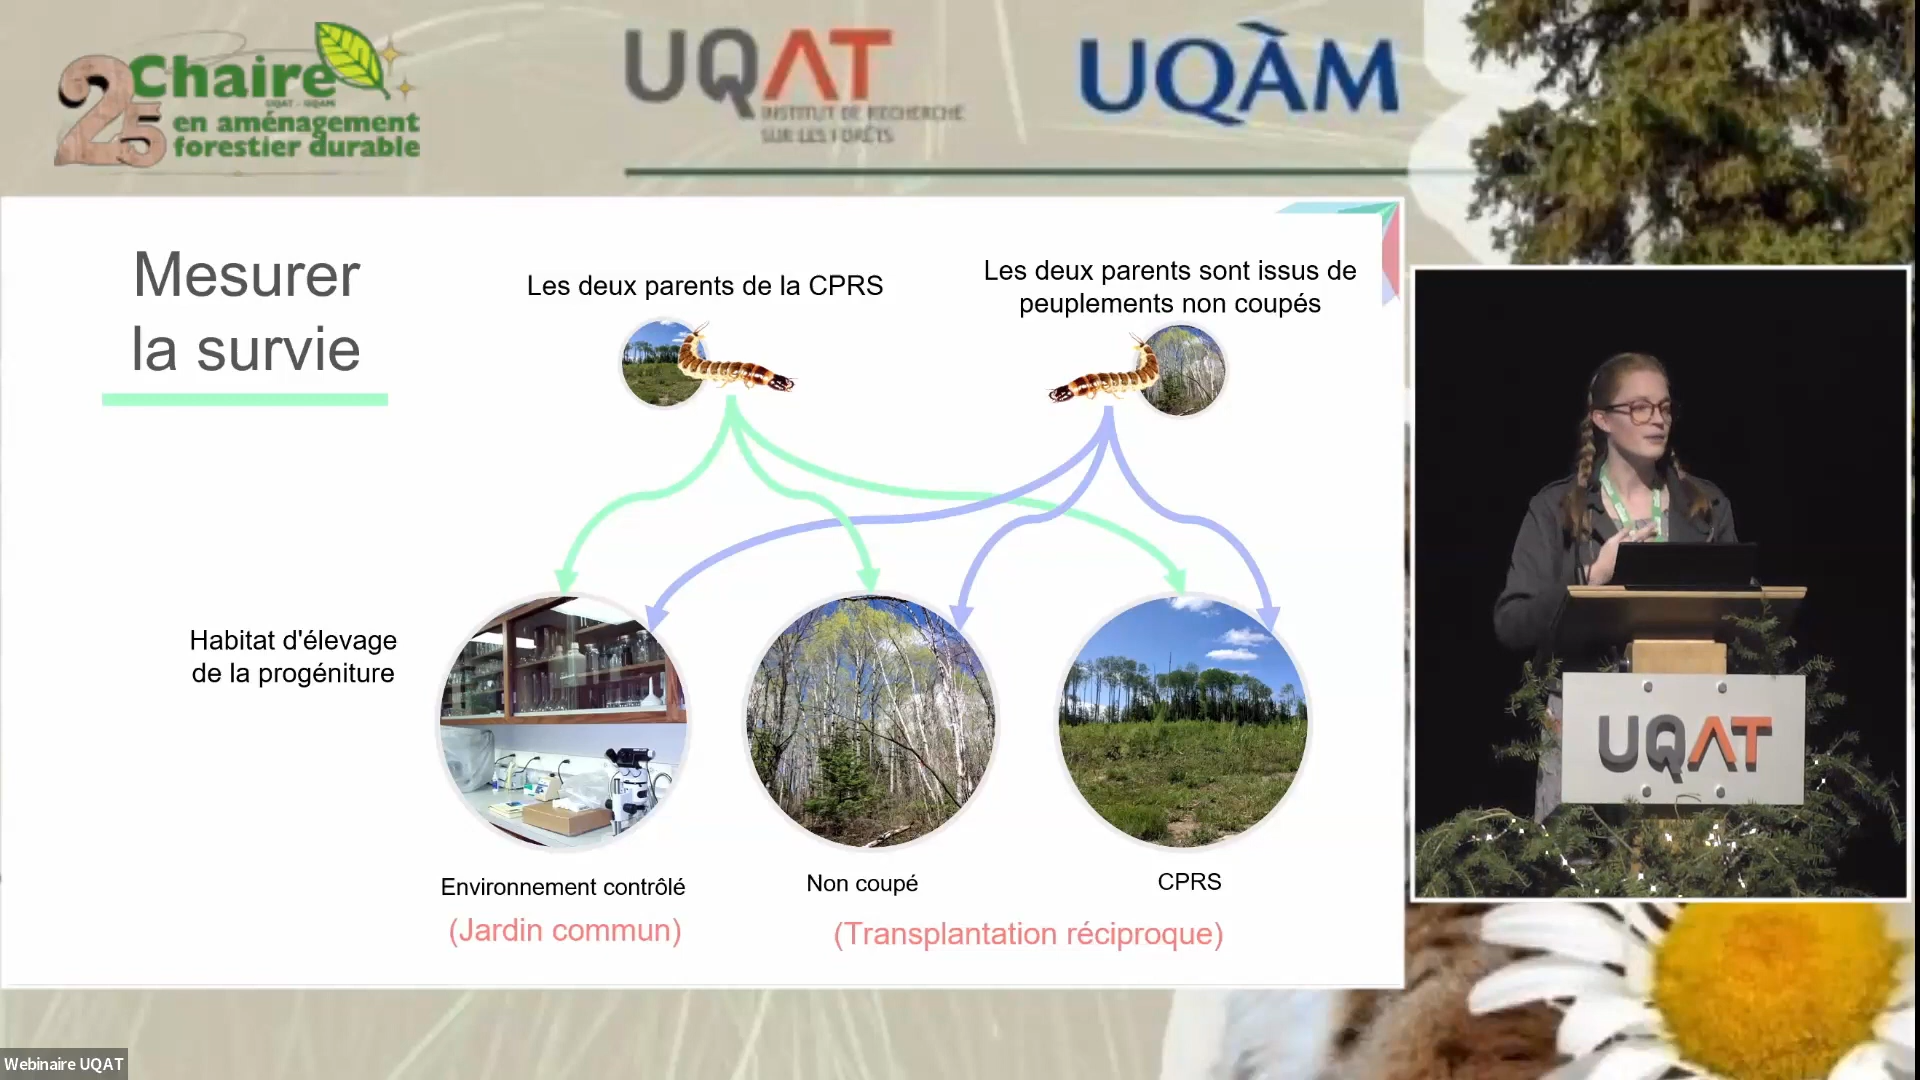 25
Chaire
UQAT - UQAM
en aménagement
forestier durable
UQAT
INSTITUT DE RECHERCHE
SUR LES FORÊTS
UQÀM
Mesurer
la survie
Les deux parents de la CPRS
Les deux parents sont issus de
peuplements non coupés
Habitat d'élevage
de la progéniture
Environnement contrôlé
(Jardin commun)
Non coupé
CPRS
(Transplantation réciproque)
UQAT
Webinaire UQAT